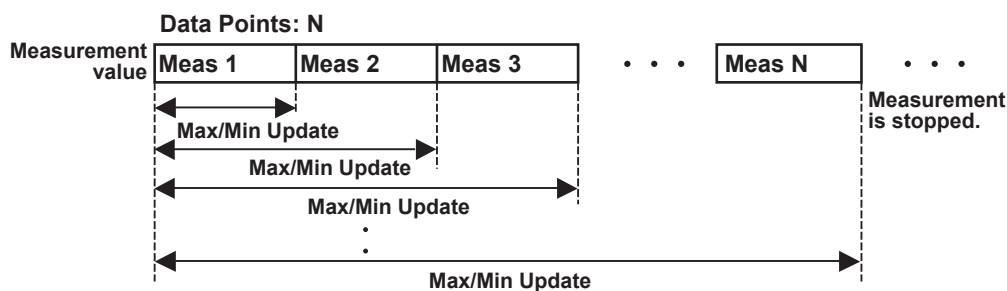 Data Points: N
Measurement
value
Meas 1
Meas 2
Meas 3
Meas N
Measurement
is stopped.
Max/Min Update
Max/Min Update
Max/Min Update
Max/Min Update